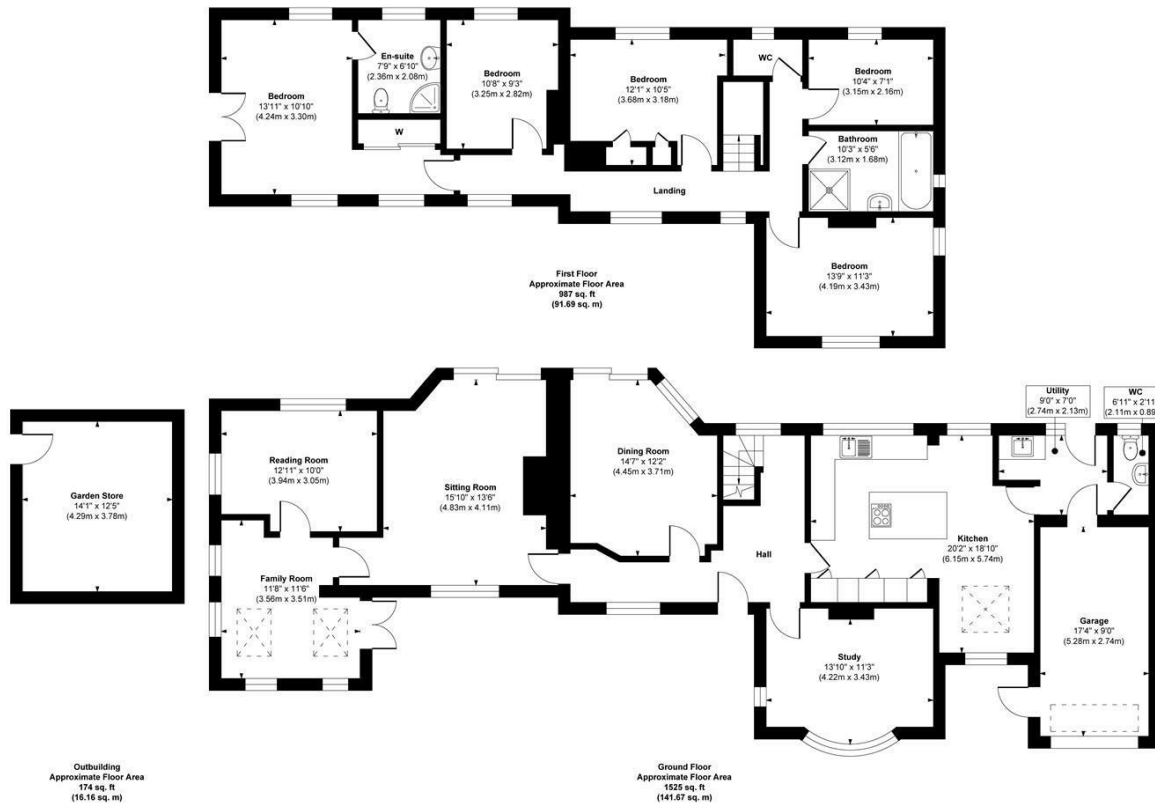 En-suite
7'9" x 6'10"
(2.36m x 2.08m)
Bedroom
13'11" x 10'10"
(4.24m x 3.30m)
W
Bedroom
10'8" x 9'3"
(3.25m x 2.82m)
Bedroom
12'1" x 10'5"
(3.68m x 3.18m)
WC
Bedroom
10'4" x 7'1"
(3.15m x 2.16m)
Bathroom
10'3" x 5'6"
(3.12m x 1.68m)
Landing
Bedroom
13'9" x 11'3"
(4.19m x 3.43m)
First Floor
Approximate Floor Area
987 sq. ft
(91.69 sq. m)
Utility
9'0" x 7'0"
(2.74m x 2.13m)
WC
6'11" x 2'11
(2.11m x 0.89
Reading Room
12'11" x 10'0"
(3.94m x 3.05m)
Sitting Room
15'10" x 13'6"
(4.83m x 4.11m)
Dining Room
14'7" x 12'2"
(4.45m x 3.71m)
Garden Store
14'1" x 12'5"
(4.29m x 3.78m)
Hall
Kitchen
20'2" x 18'10"
(6.15m x 5.74m)
Family Room
11'8" x 11'6"
(3.56m x 3.51m)
Garage
17'4" x 9'0"
(5.28m x 2.74m)
Study
13'10" x 11'3"
(4.22m x 3.43m)
Outbuilding
Approximate Floor Area
174 sq. ft
(16.16 sq. m)
Ground Floor
Approximate Floor Area
1525 sq. ft
(141.67 sq. m)